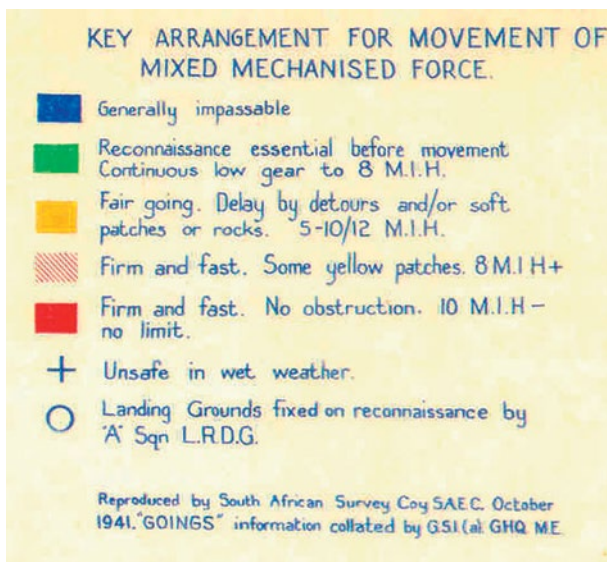 KEY ARRANGEMENT FOR MOVEMENT OF
MIXED MECHANISED FORCE.
Generally impassable
Reconnaissance essential before movement
Continuous low gear to 8 M.I.H.
Fair going. Delay by detours and/or soft
patches or rocks. 5-10/12 M.I.H.
Firm and fast. Some yellow patches. 8 M.I H+
Firm and fast. No obstruction. 10 M.I.H –
no limit.
+ Unsafe in wet weather.
Landing Grounds fixed on reconnaissance by
'A' Sqn L.R.D.G.
Reproduced by South African Survey Coy S.A.E.C. October
1941. "GOINGS" information collated by G.S.I.(a). GHQ. M.E.